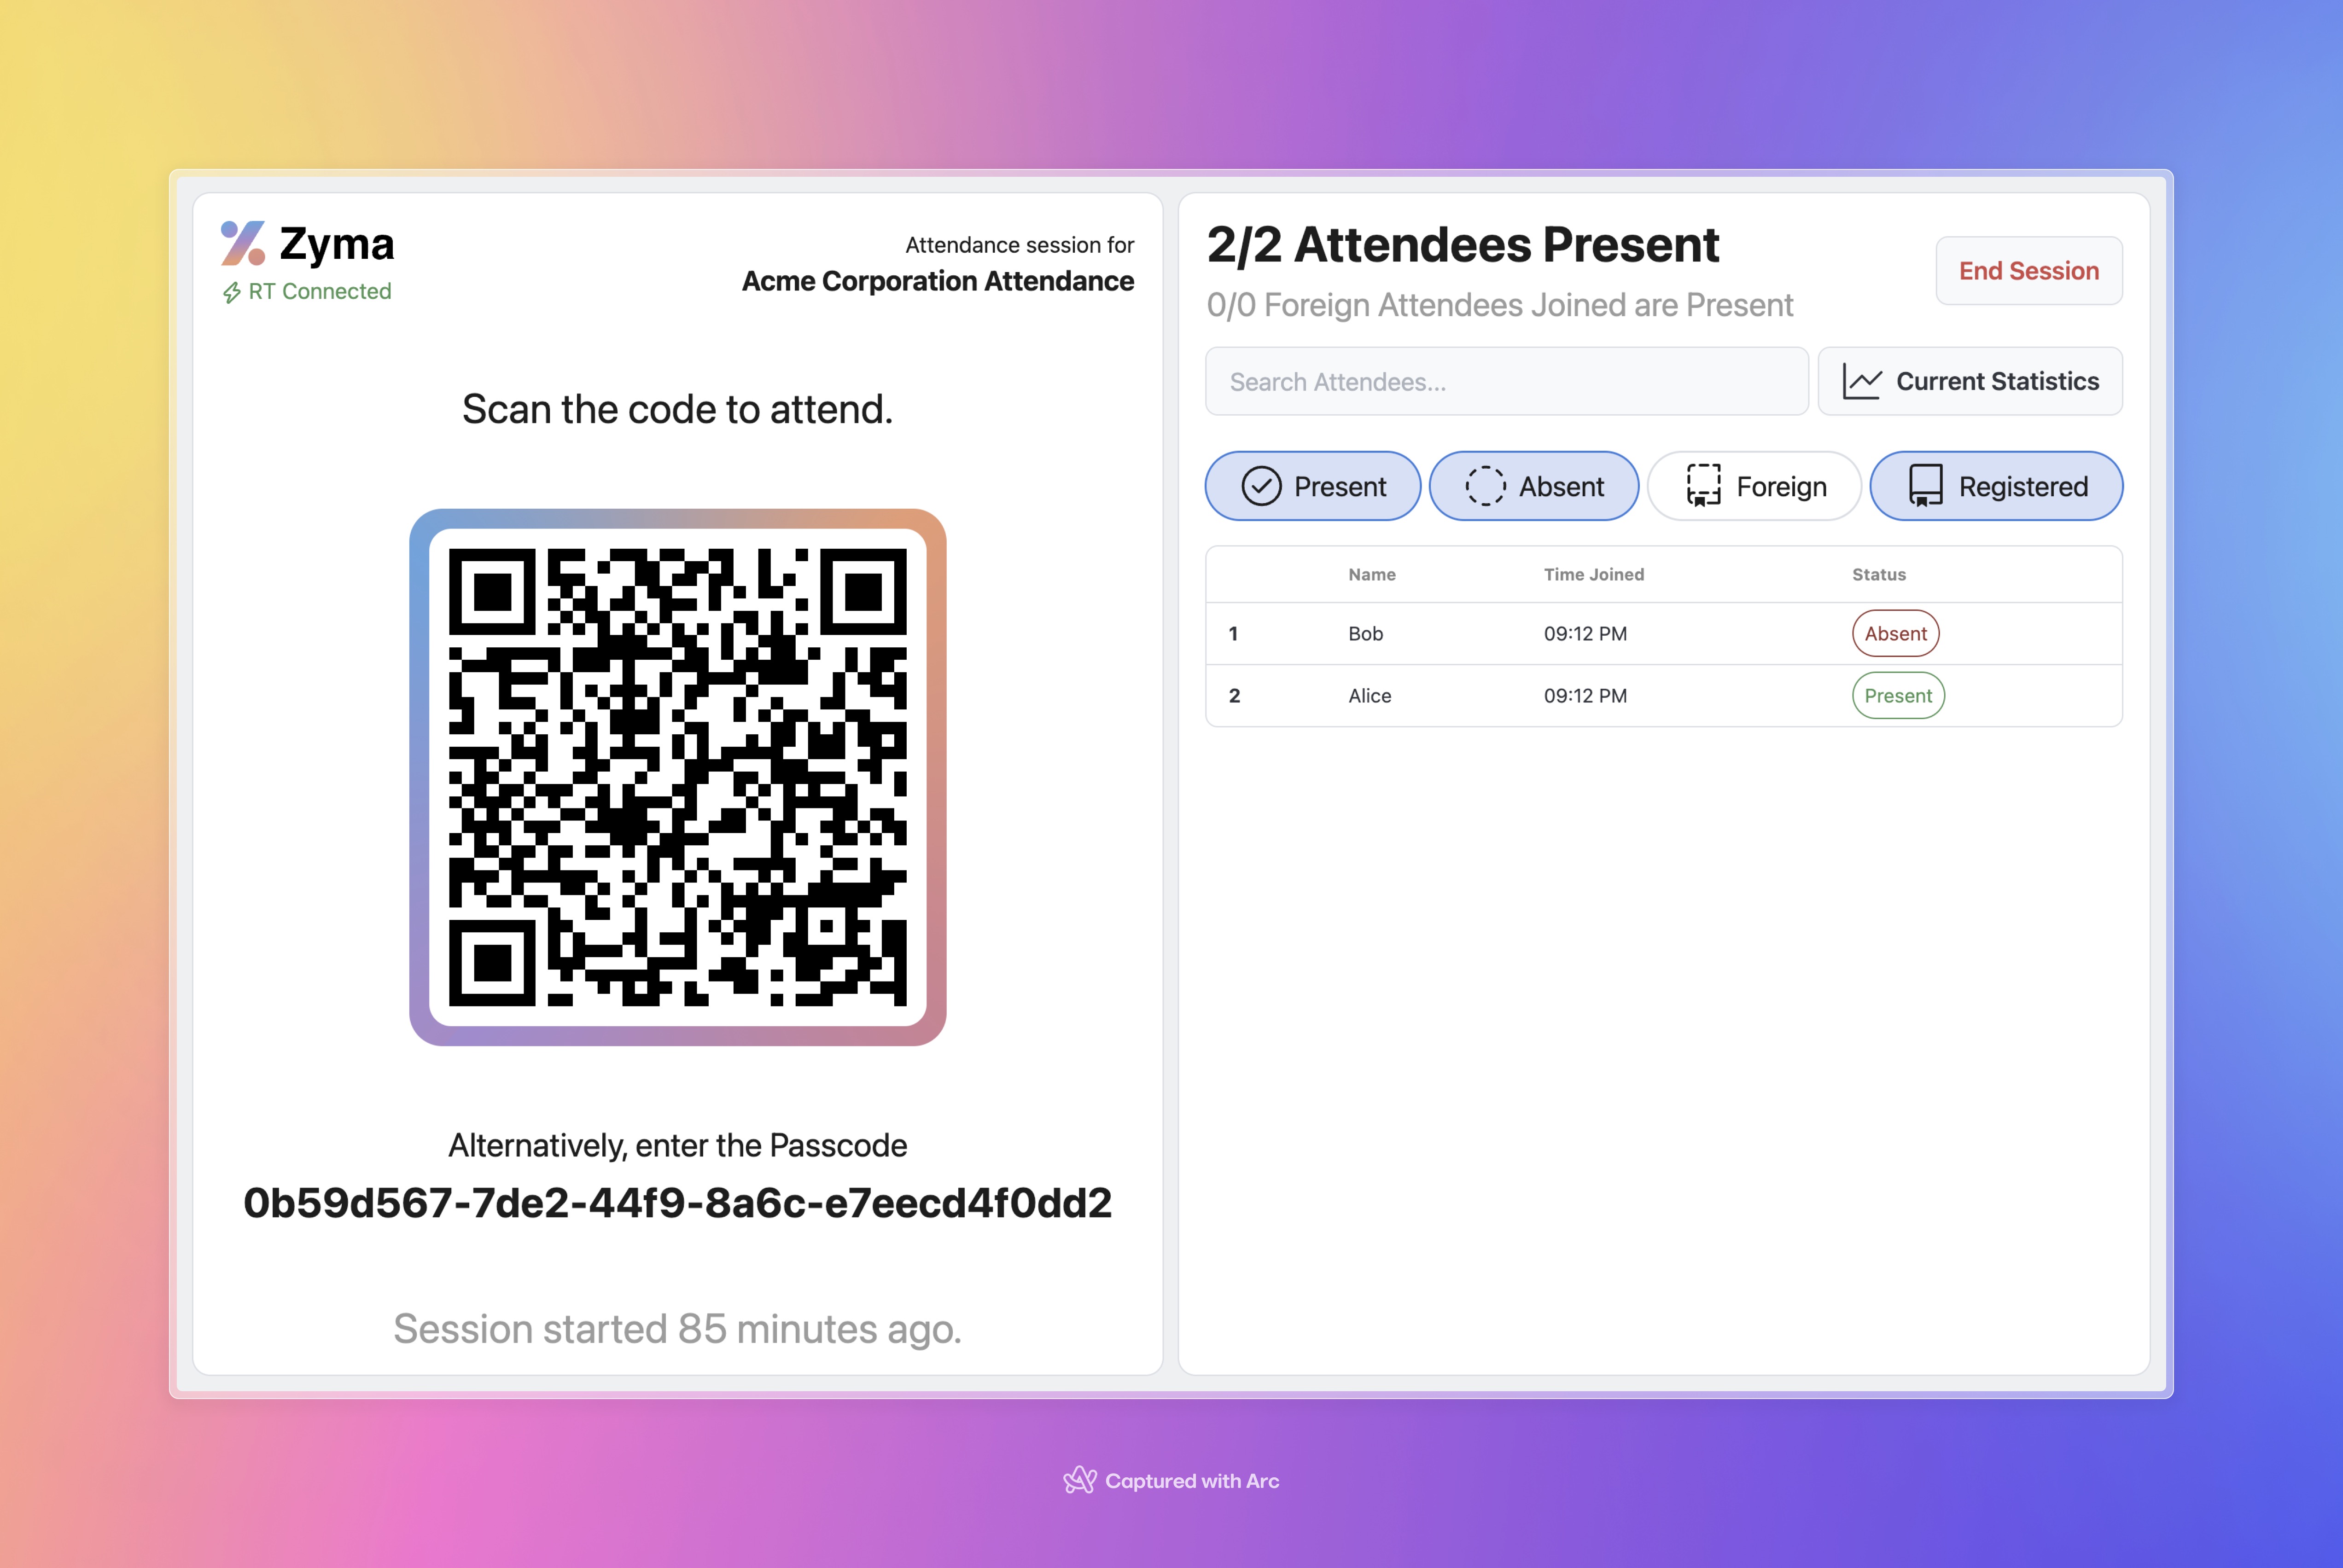 Zyma
RT Connected
Attendance session for
Acme Corporation Attendance
Scan the code to attend.
Alternatively, enter the Passcode
0b59d567-7de2-44f9-8a6c-e7eecd4f0dd2
Session started 85 minutes ago.
2/2 Attendees Present
0/0 Foreign Attendees Joined are Present
End Session
Search Attendees...
Current Statistics
Present
Absent
Foreign
Registered
Name Time Joined Status
1 Bob 09:12 PM Absent
2 Alice 09:12 PM Present
Captured with Arc